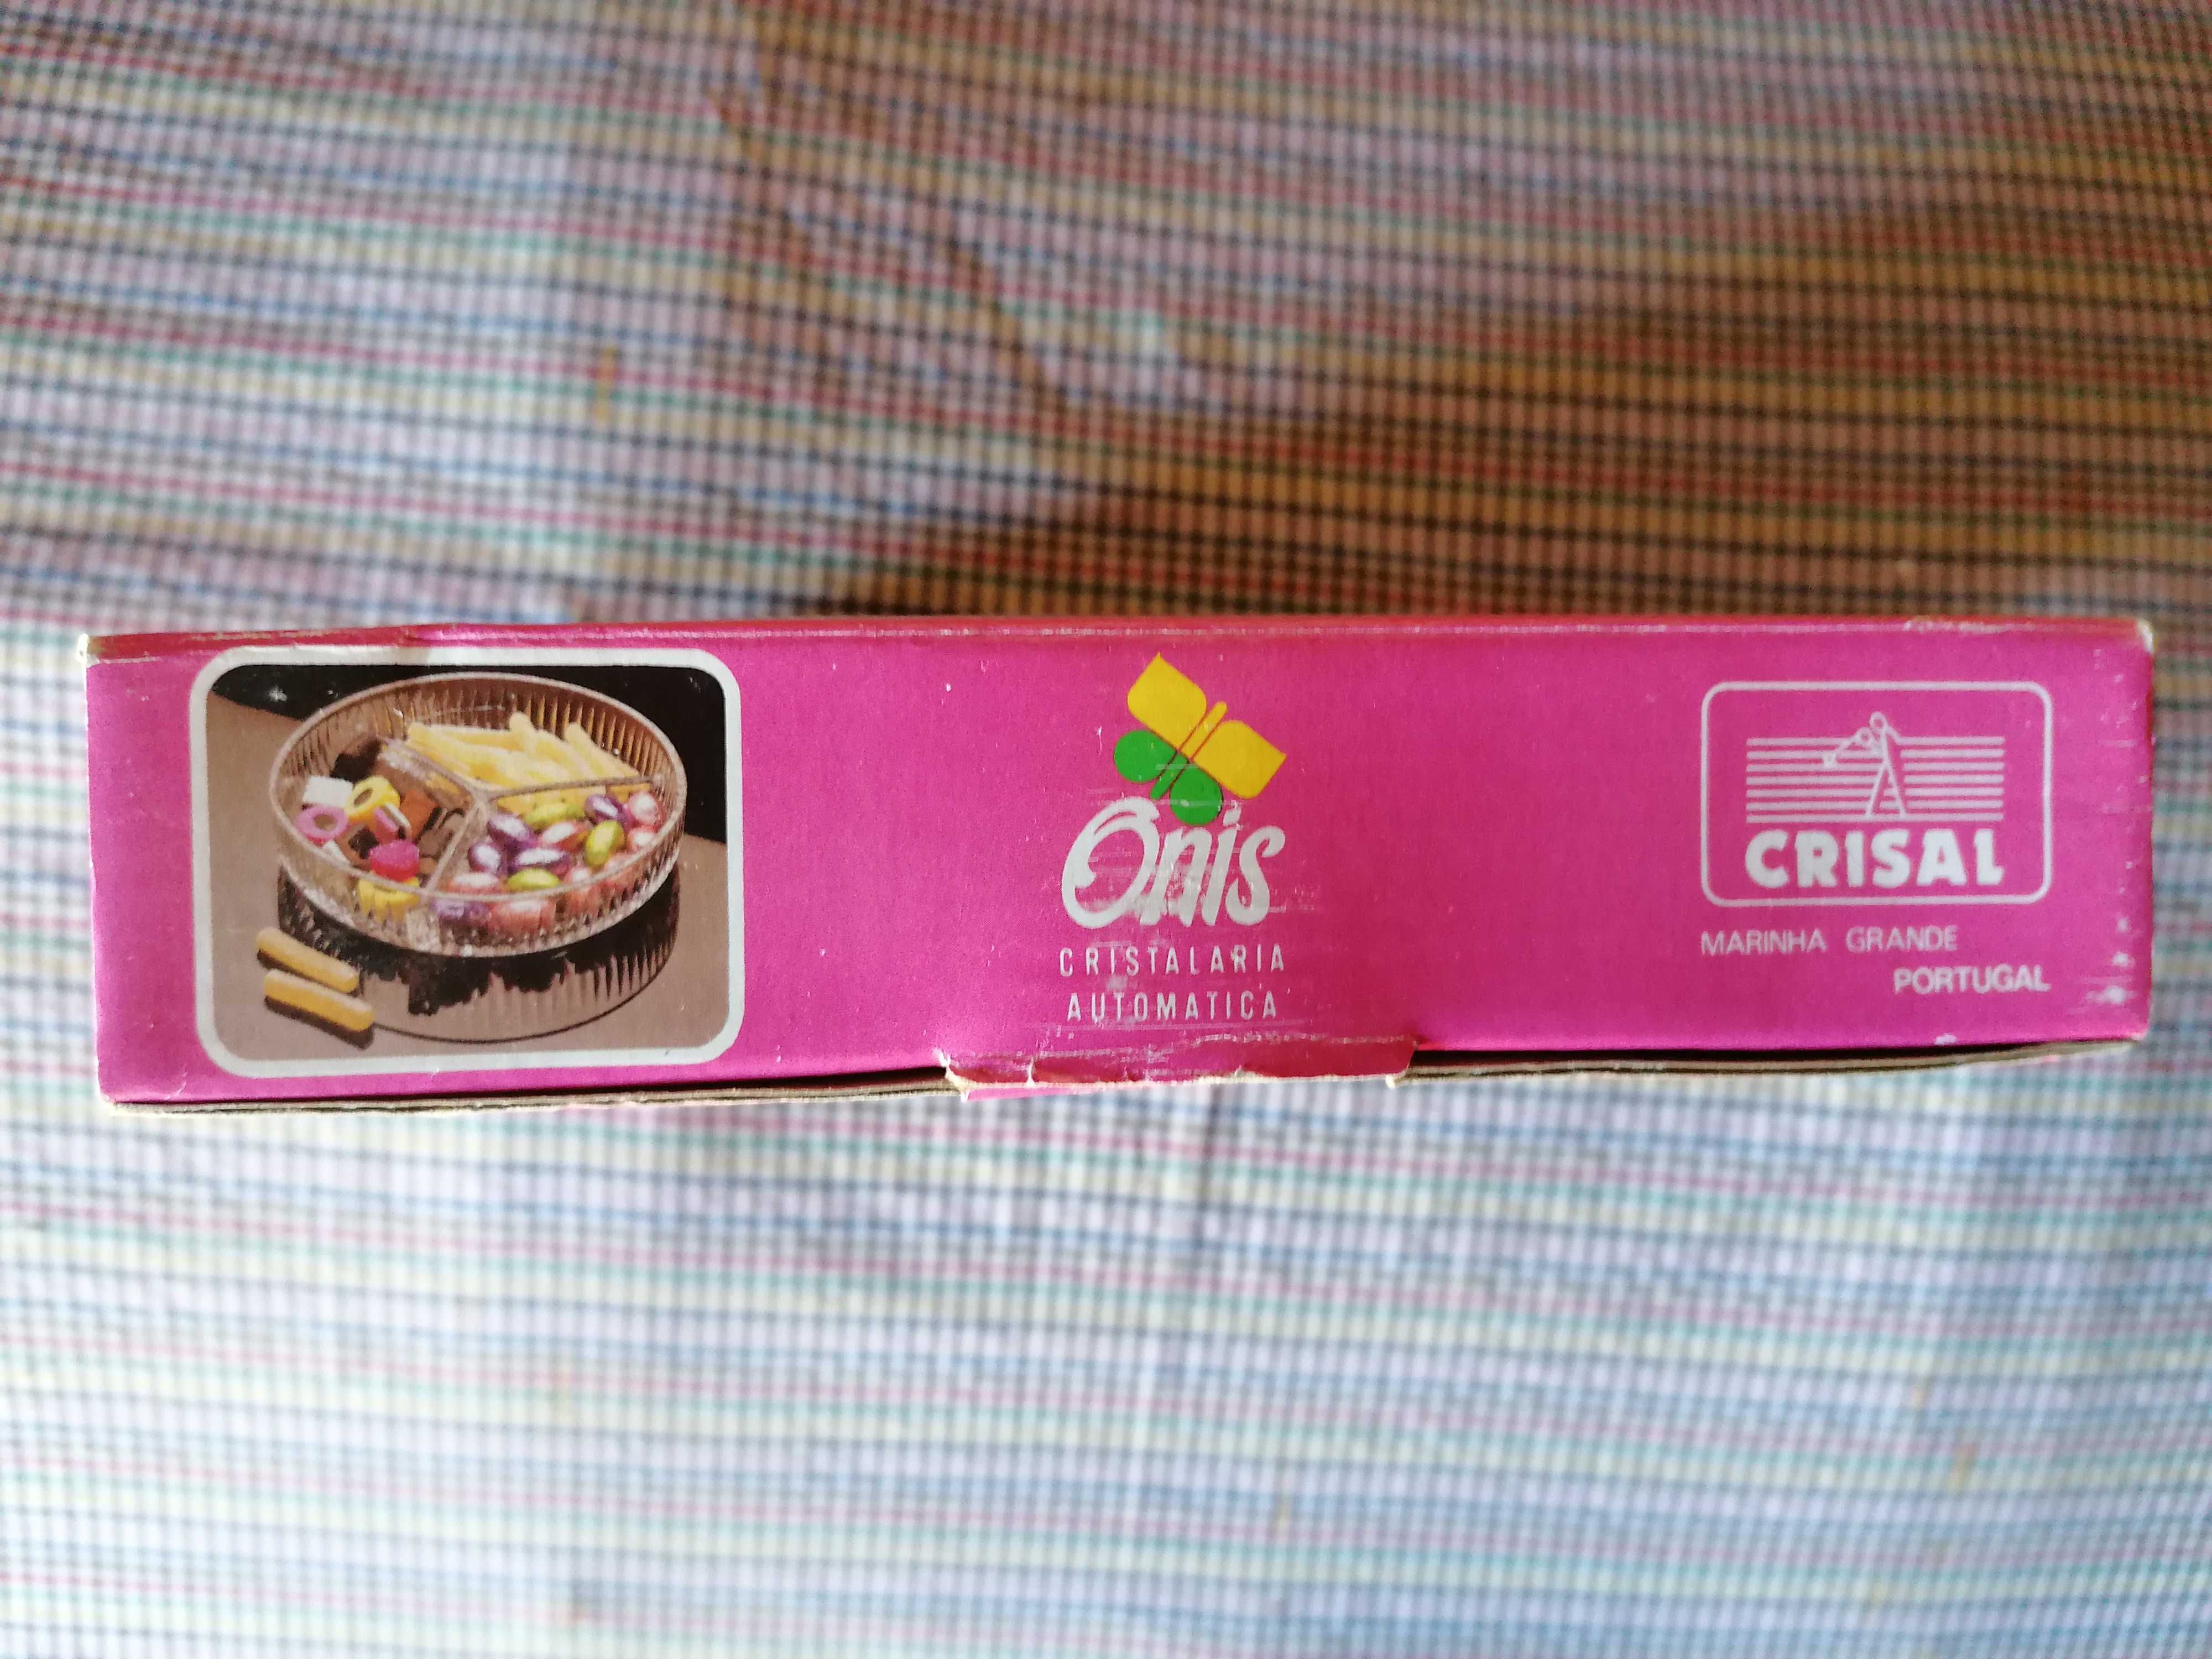 Onis
CRISTALARIA
AUTOMATICA
CRISAL
MARINHA GRANDE
PORTUGAL